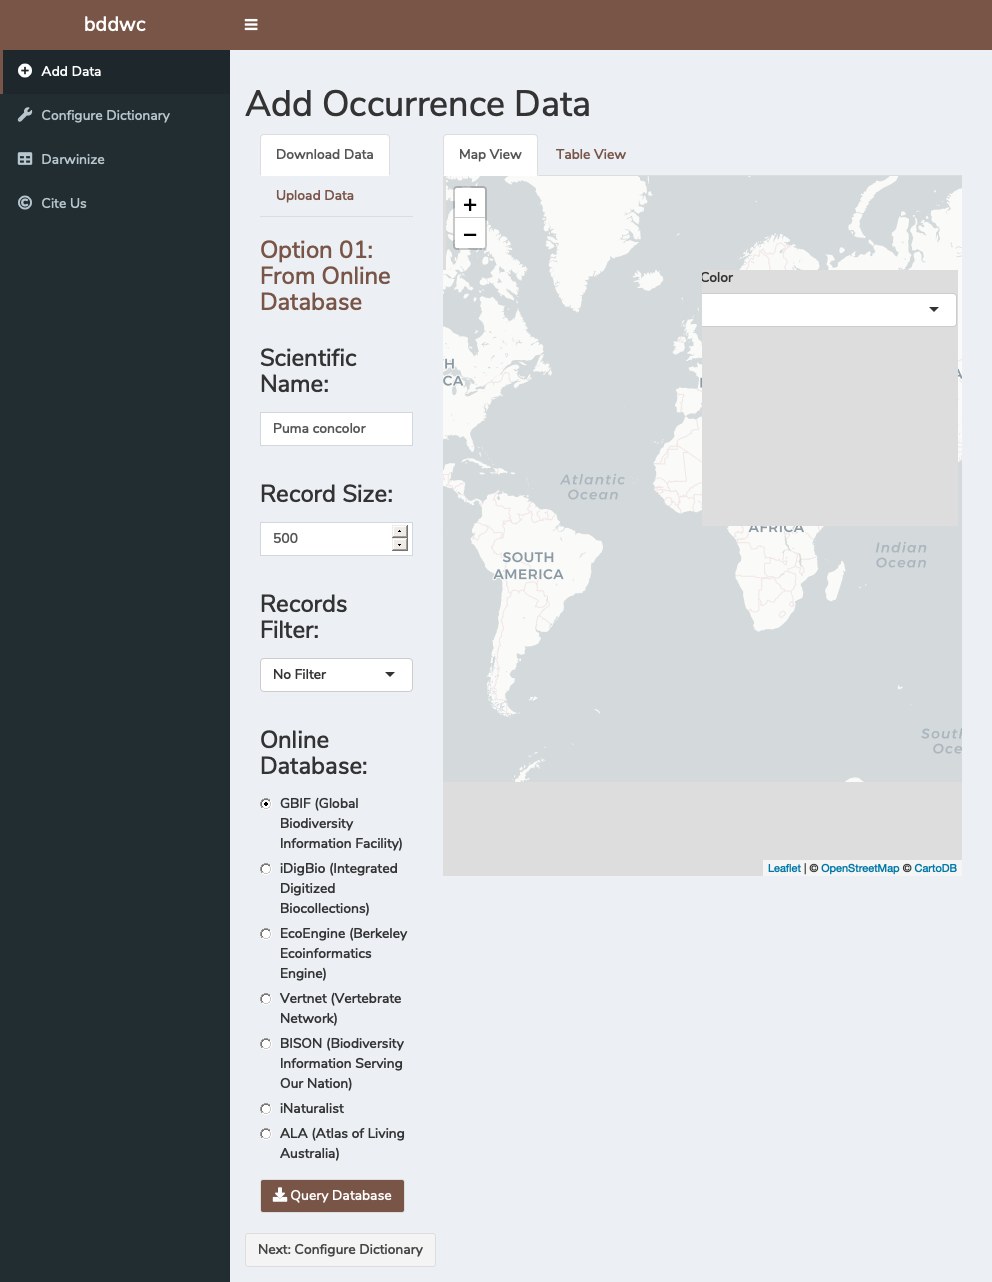 bddwc
Add Data
Configure Dictionary
Darwinize
Cite Us
Add Occurrence Data
Download Data
Upload Data
Option 01:
From Online
Database
Scientific
Name:
Puma concolor
Record Size:
500
Records
Filter:
No Filter
Online
Database:
GBIF (Global
Biodiversity
Information Facility)
iDigBio (Integrated
Digitized
Biocollections)
EcoEngine (Berkeley
Ecoinformatics
Engine)
Vertnet (Vertebrate
Network)
BISON (Biodiversity
Information Serving
Our Nation)
iNaturalist
ALA (Atlas of Living
Australia)
Query Database
Next: Configure Dictionary
Map View
Table View
+
−
Color
H
CA
Atlantic
Ocean
AFRICA
SOUTH
AMERICA
Indian
Ocean
South
Oce
Leaflet | © OpenStreetMap © CartoDB